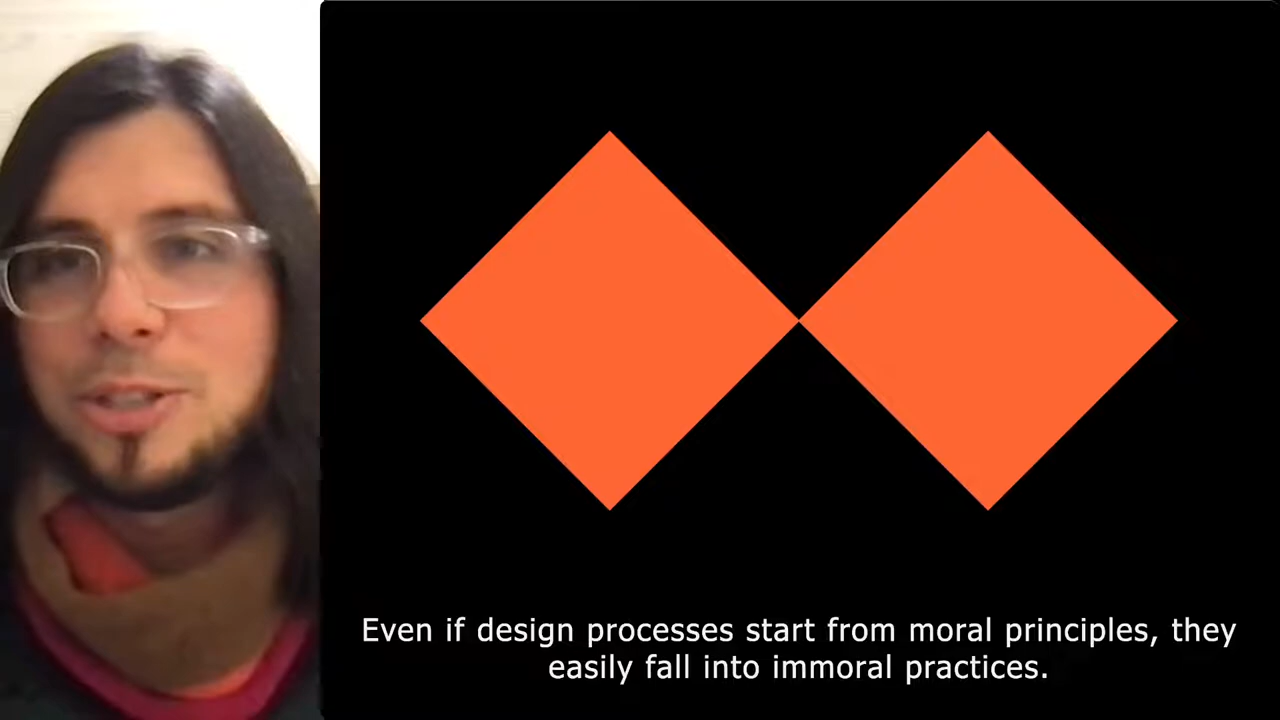 Even if design processes start from moral principles, they
easily fall into immoral practices.